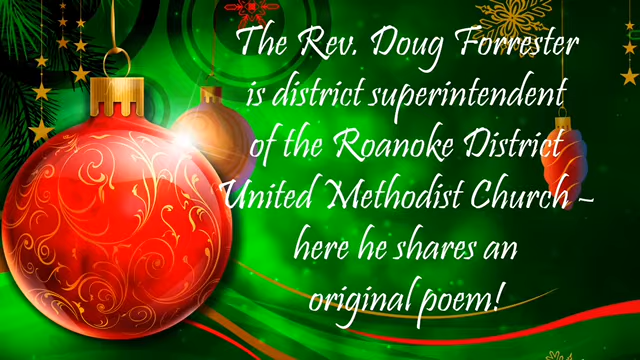 The Rev. Doug Forrester
is district superintendent
of the Roanoke District
United Methodist Church –
here he shares an
original poem!